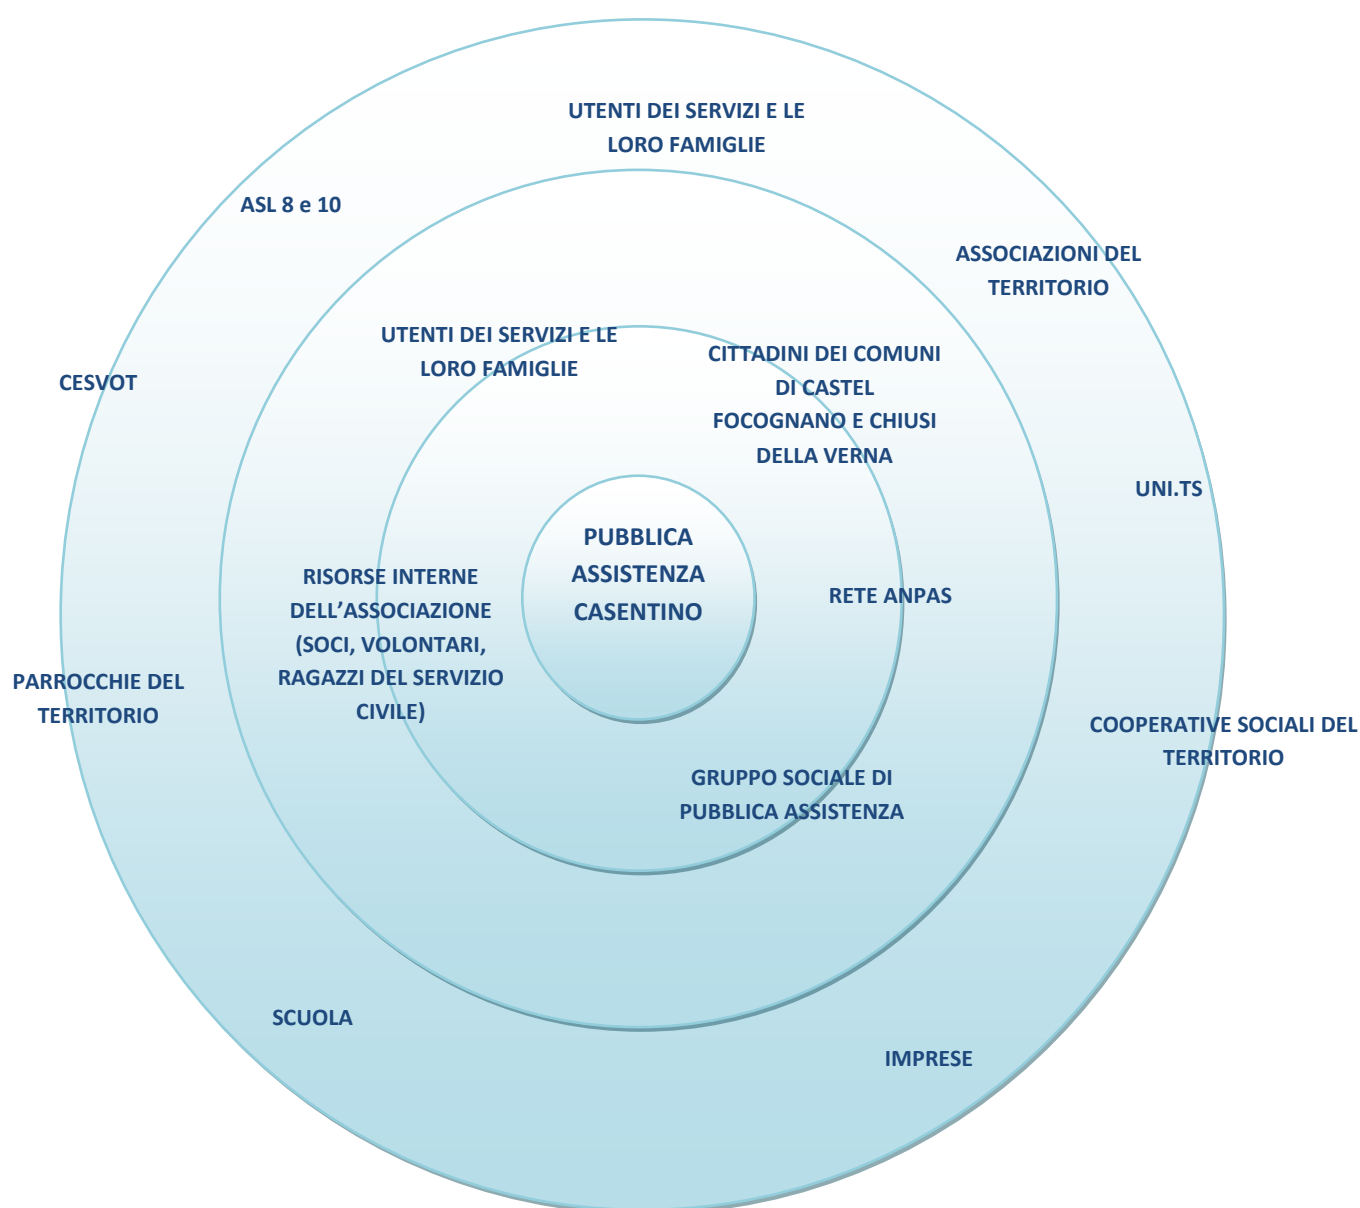 UTENTI DEI SERVIZI E LE
LORO FAMIGLIE
ASL 8 e 10
ASSOCIAZIONI DEL
TERRITORIO
UTENTI DEI SERVIZI E LE
LORO FAMIGLIE
CITTADINI DEI COMUNI
DI CASTEL
FOCOGNANO E CHIUSI
DELLA VERNA
CESVOT
UNI.TS
PUBBLICA
ASSISTENZA
CASENTINO
RISORSE INTERNE
DELL’ASSOCIAZIONE
(SOCI, VOLONTARI,
RAGAZZI DEL SERVIZIO
CIVILE)
RETE ANPAS
PARROCCHIE DEL
TERRITORIO
COOPERATIVE SOCIALI DEL
TERRITORIO
GRUPPO SOCIALE DI
PUBBLICA ASSISTENZA
SCUOLA
IMPRESE